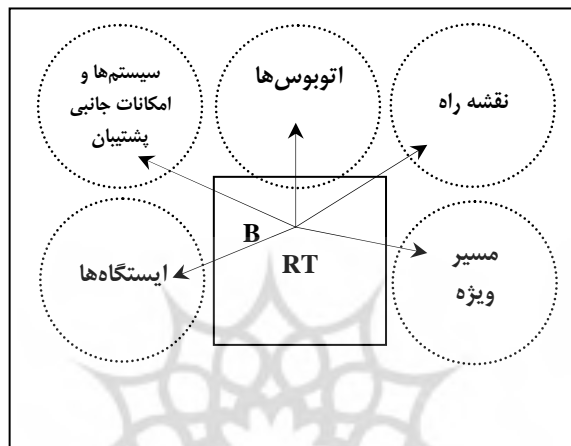 نقشه راه
اتوبوس‌ها
سیستم‌ها و
امکانات جانبی
پشتیبان
B
RT
مسیر
ویژه
ایستگاه‌ها